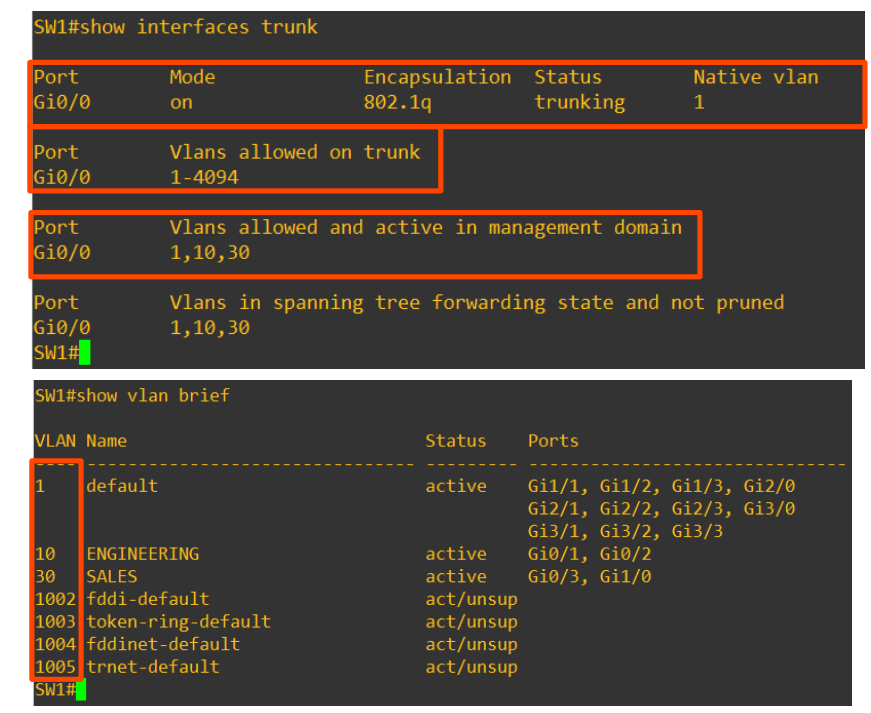 SW1#show interfaces trunk
Port Mode Encapsulation Status Native vlan
Gi0/0 on 802.1q trunking 1
Port Vlans allowed on trunk
Gi0/0 1-4094
Port Vlans allowed and active in management domain
Gi0/0 1,10,30
Port Vlans in spanning tree forwarding state and not pruned
Gi0/0 1,10,30
SW1#
SW1#show vlan brief
VLAN Name Status Ports
---- -------------------------------- --------- -------------------------------
1 default active Gi1/1, Gi1/2, Gi1/3, Gi2/0
Gi2/1, Gi2/2, Gi2/3, Gi3/0
Gi3/1, Gi3/2, Gi3/3
10 ENGINEERING active Gi0/1, Gi0/2
30 SALES active Gi0/3, Gi1/0
1002 fddi-default act/unsup
1003 token-ring-default act/unsup
1004 fddinet-default act/unsup
1005 trnet-default act/unsup
SW1#